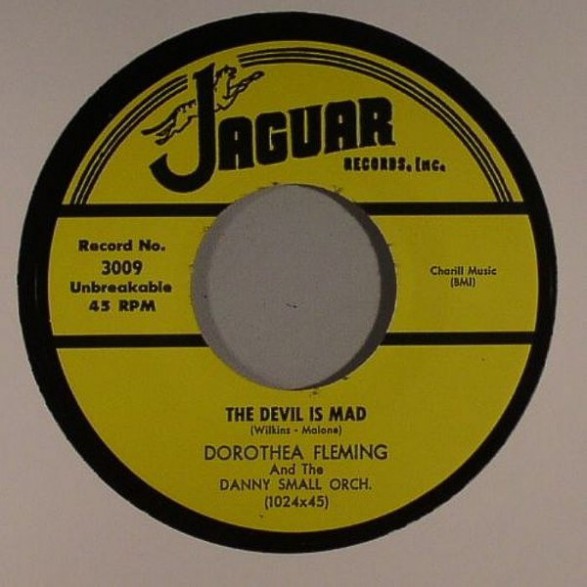 JAGUAR
RECORDS, INC.
Record No.
3009
Unbreakable
45 RPM
Charill Music
(BMI)
THE DEVIL IS MAD
(Wilkins - Malone)
DOROTHEA FLEMING
And The
DANNY SMALL ORCH.
(1024x45)